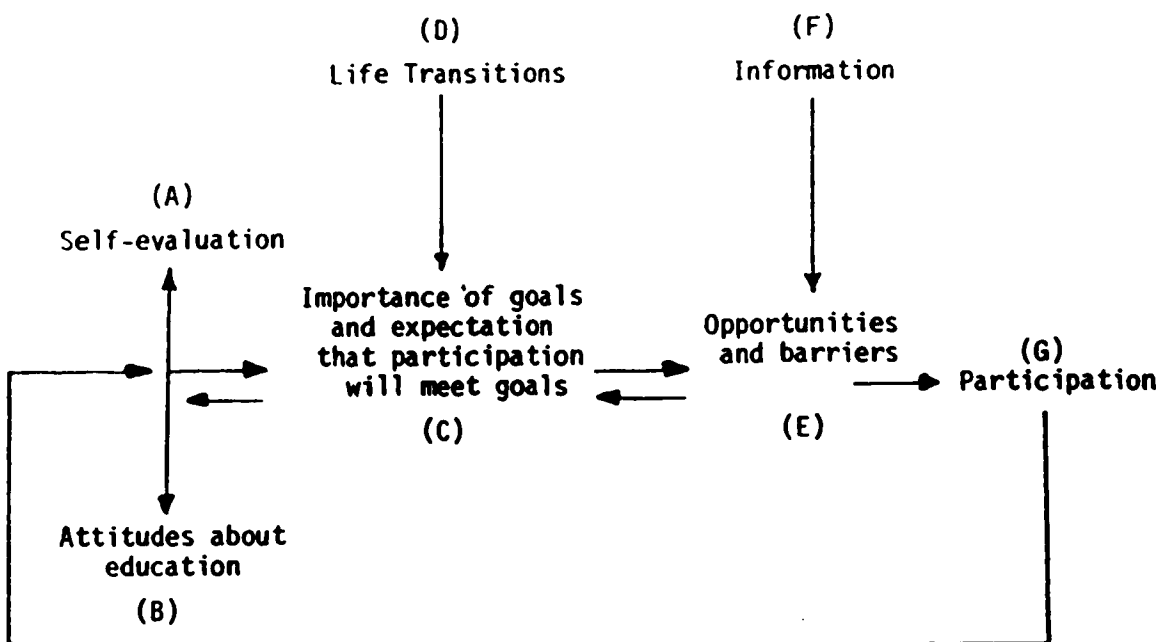 (D)
Life Transitions
(F)
Information
(A)
Self-evaluation
Importance of goals
and expectation
that participation
will meet goals
(C)
Opportunities
and barriers
(E)
(G)
Participation
Attitudes about
education
(B)